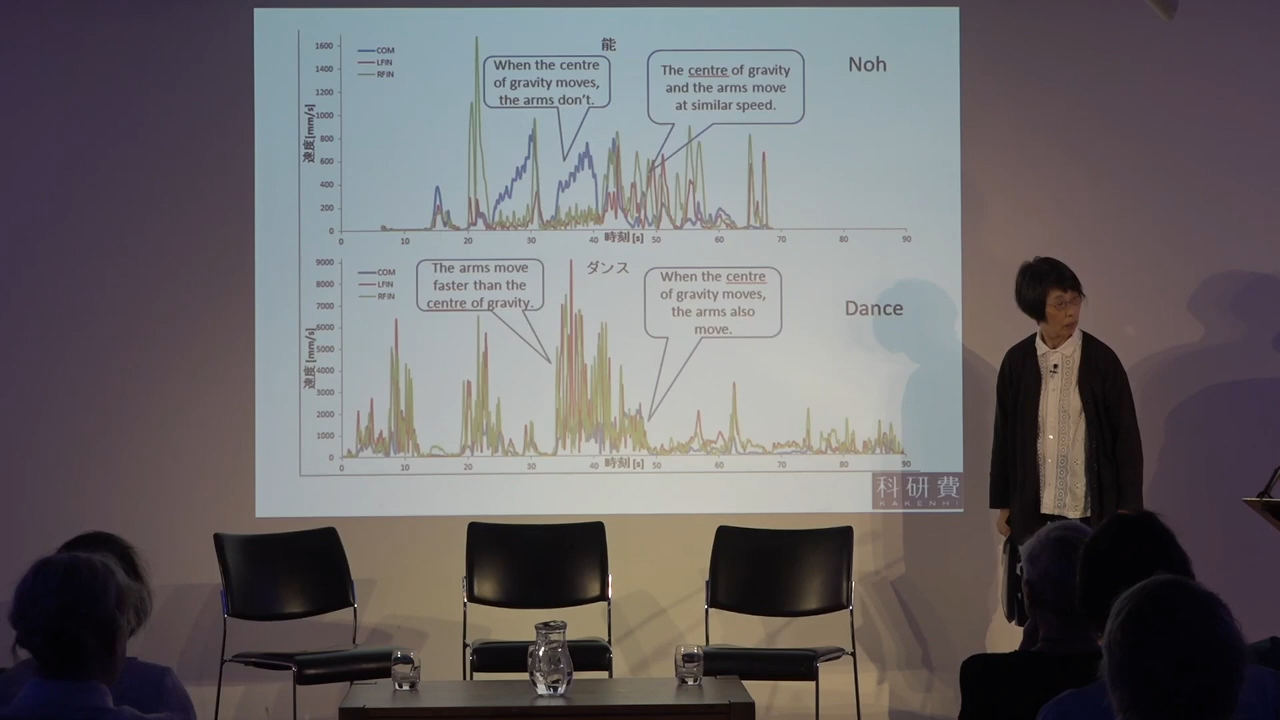 能
Noh
1600
1400
1200
1000
800
600
400
200
0
速度[mm/s]
COM
LFIN
RFIN
When the centre
of gravity moves,
the arms don't.
The centre of gravity
and the arms move
at similar speed.
0 10 20 30 40 50 60 70 80 90
時刻[s]
ダンス
Dance
9000
8000
7000
6000
5000
4000
3000
2000
1000
0
速度[mm/s]
COM
LFIN
RFIN
The arms move
faster than the
centre of gravity.
When the centre
of gravity moves,
the arms also
move.
0 10 20 30 40 50 60 70 80 90
時刻[s]
科研費
KAKENHI